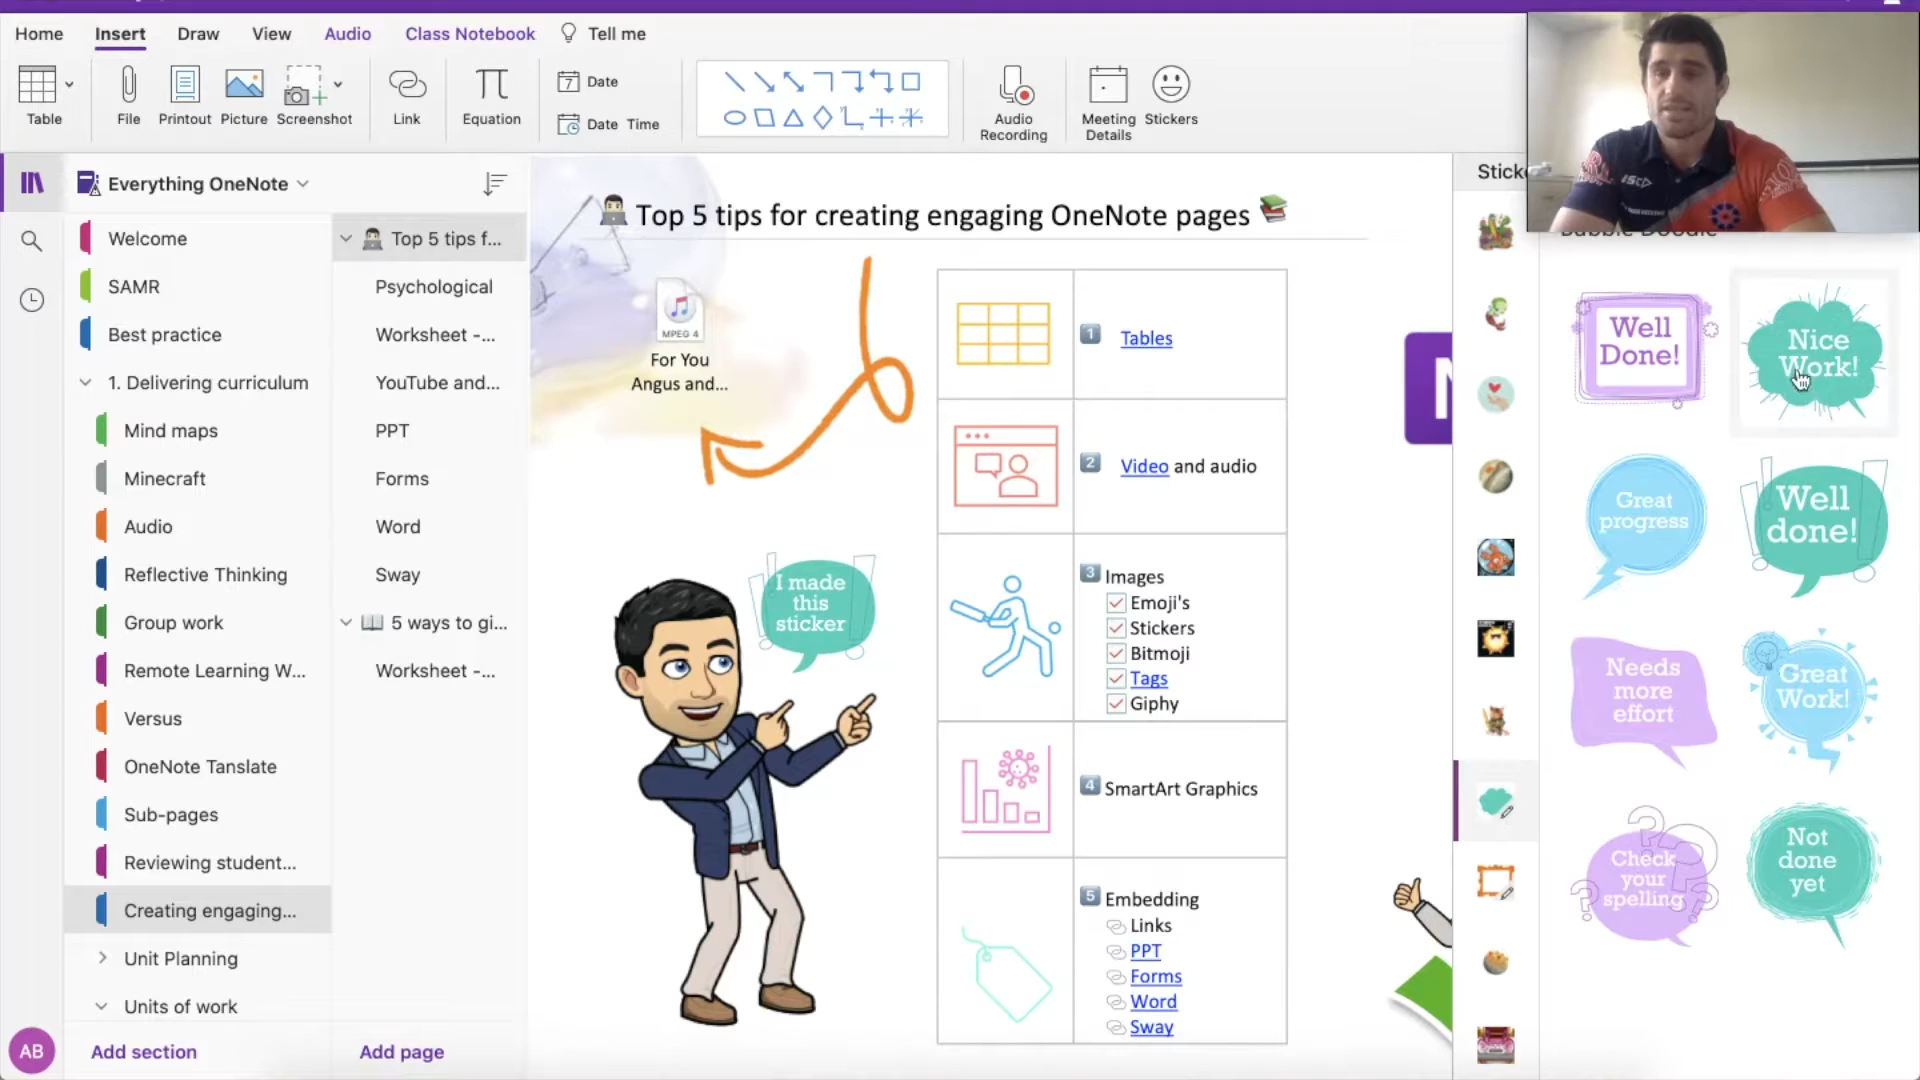 Home
Insert
Draw
View
Audio
Class Notebook
Tell me
Table
File
Printout
Picture
Screenshot
Link
Equation
7
Date
Date Time
Audio
Recording
Meeting
Details
Stickers
Everything OneNote
Welcome
SAMR
Best practice
1. Delivering curriculum
Mind maps
Minecraft
Audio
Reflective Thinking
Group work
Remote Learning W...
Versus
OneNote Tanslate
Sub-pages
Reviewing student...
Creating engaging...
Unit Planning
Units of work
AB
Add section
Top 5 tips f...
Psychological
Worksheet -...
YouTube and...
PPT
Forms
Word
Sway
5 ways to gi...
Worksheet -...
Add page
Top 5 tips for creating engaging OneNote pages
MPEG 4
For You
Angus and...
I made
this
sticker
1
Tables
2
Video and audio
3
Images
Emoji's
Stickers
Bitmoji
Tags
Giphy
4
SmartArt Graphics
5
Embedding
Links
PPT
Forms
Word
Sway
N
Sticke
Bubble Doodle
ISC
Well
Done!
Nice
Work!
Great
progress
Well
done!
Needs
more
effort
Great
Work!
Check
your
spelling
Not
done
yet